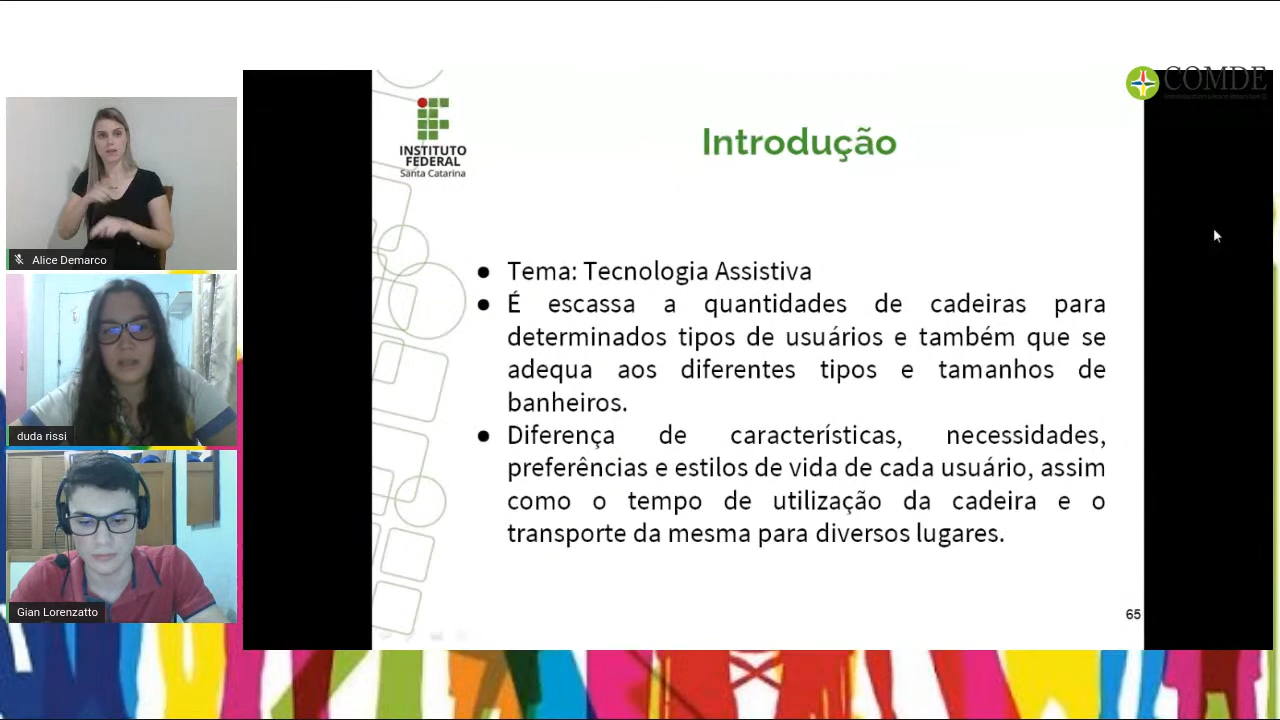 COMDE
INSTITUTO
FEDERAL
Santa Catarina
Introdução
● Tema: Tecnologia Assistiva
● É escassa a quantidades de cadeiras para
determinados tipos de usuários e também que se
adequa aos diferentes tipos e tamanhos de
banheiros.
● Diferença de características, necessidades,
preferências e estilos de vida de cada usuário, assim
como o tempo de utilização da cadeira e o
transporte da mesma para diversos lugares.
65
Alice Demarco
duda rissi
Gian Lorenzatto